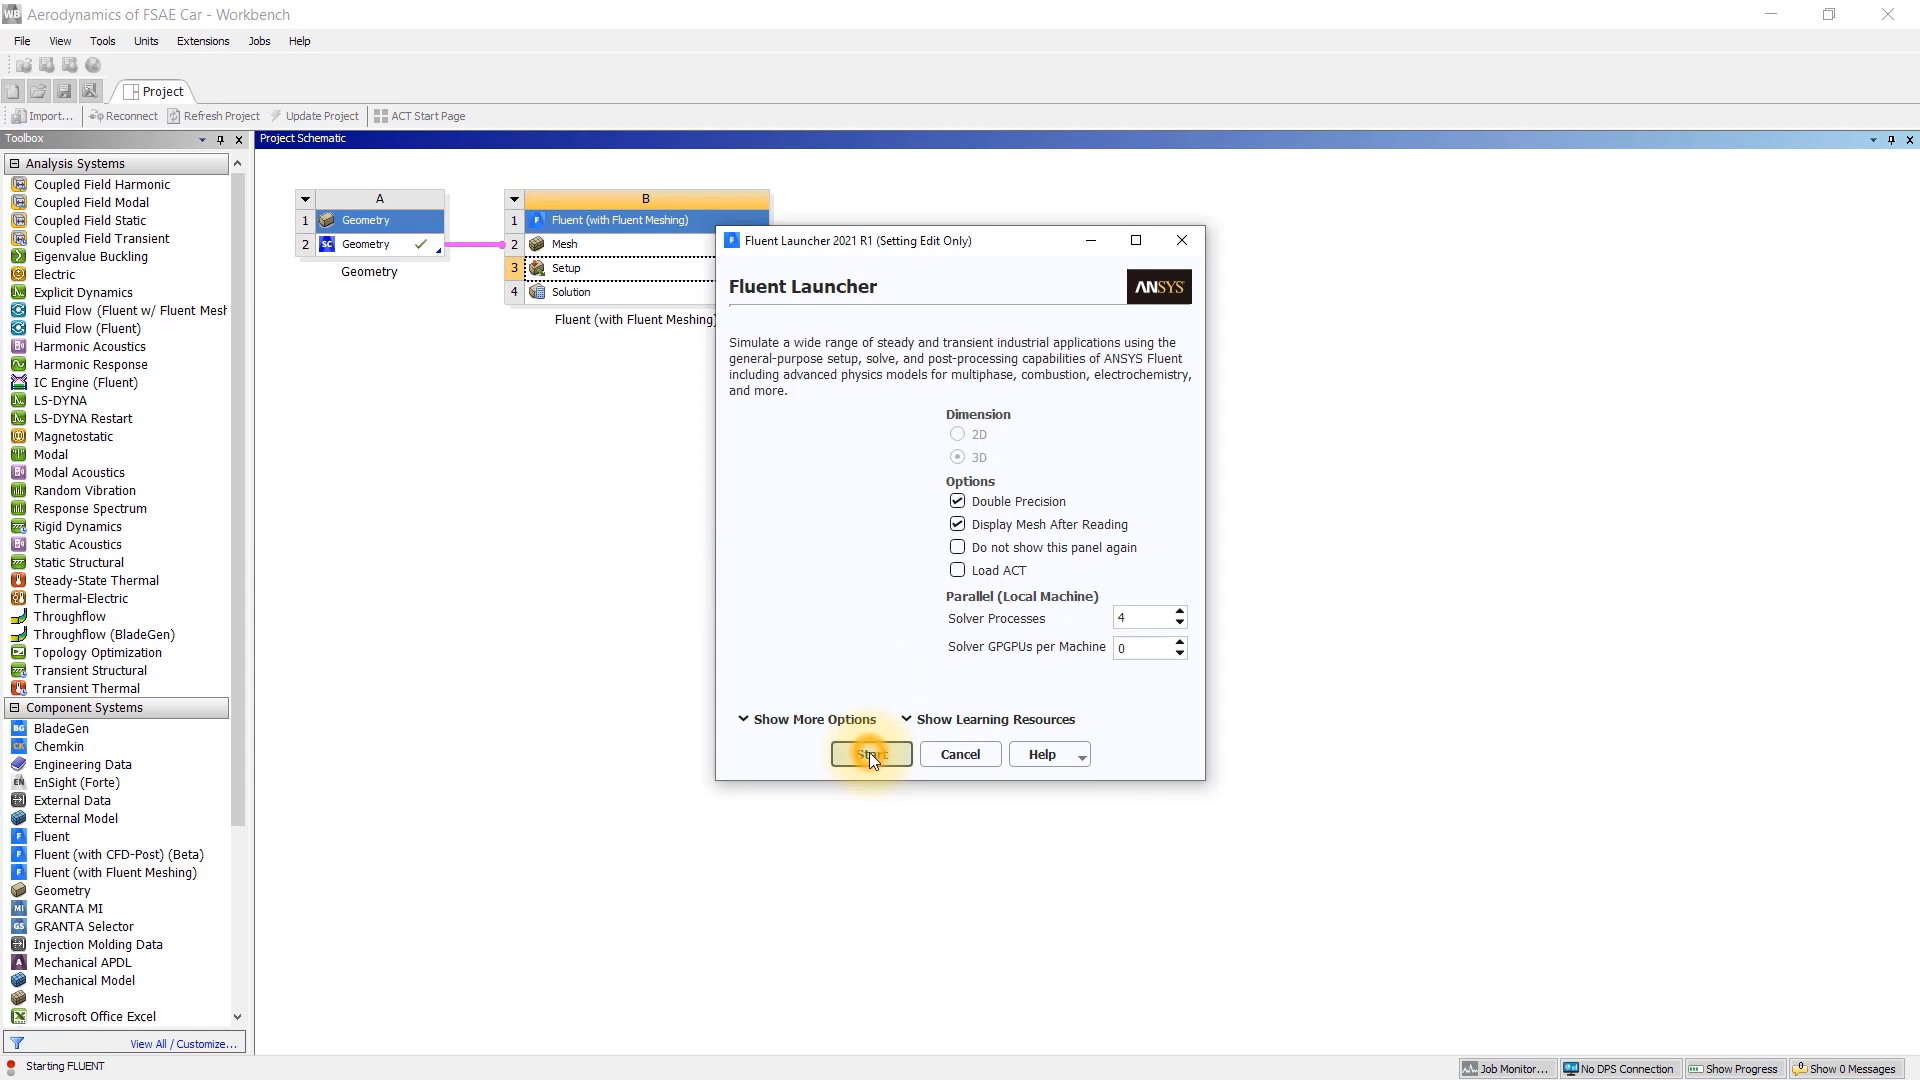 WB Aerodynamics of FSAE Car - Workbench
File View Tools Units Extensions Jobs Help
Project
Import... Reconnect Refresh Project Update Project ACT Start Page
Toolbox
Project Schematic
Analysis Systems
Coupled Field Harmonic
Coupled Field Modal
Coupled Field Static
Coupled Field Transient
Eigenvalue Buckling
Electric
Explicit Dynamics
Fluid Flow (Fluent w/ Fluent Mesh
Fluid Flow (Fluent)
Harmonic Acoustics
Harmonic Response
IC Engine (Fluent)
LS-DYNA
LS-DYNA Restart
Magnetostatic
Modal
Modal Acoustics
Random Vibration
Response Spectrum
Rigid Dynamics
Static Acoustics
Static Structural
Steady-State Thermal
Thermal-Electric
Throughflow
Throughflow (BladeGen)
Topology Optimization
Transient Structural
Transient Thermal
Component Systems
BG BladeGen
CK Chemkin
Engineering Data
EN EnSight (Forte)
External Data
External Model
F Fluent
F Fluent (with CFD-Post) (Beta)
F Fluent (with Fluent Meshing)
Geometry
MI GRANTA MI
GS GRANTA Selector
Injection Molding Data
A Mechanical APDL
Mechanical Model
Mesh
Microsoft Office Excel
View All / Customize...
A
1 Geometry
2 SC Geometry
Geometry
B
1 F Fluent (with Fluent Meshing)
2 Mesh
3 Setup
4 Solution
Fluent (with Fluent Meshing)
F Fluent Launcher 2021 R1 (Setting Edit Only)
Fluent Launcher
ANSYS
Simulate a wide range of steady and transient industrial applications using the
general-purpose setup, solve, and post-processing capabilities of ANSYS Fluent
including advanced physics models for multiphase, combustion, electrochemistry,
and more.
Dimension
2D
3D
Options
Double Precision
Display Mesh After Reading
Do not show this panel again
Load ACT
Parallel (Local Machine)
Solver Processes 4
Solver GPGPUs per Machine 0
Show More Options Show Learning Resources
Start Cancel Help
Starting FLUENT
Job Monitor... No DPS Connection Show Progress Show 0 Messages